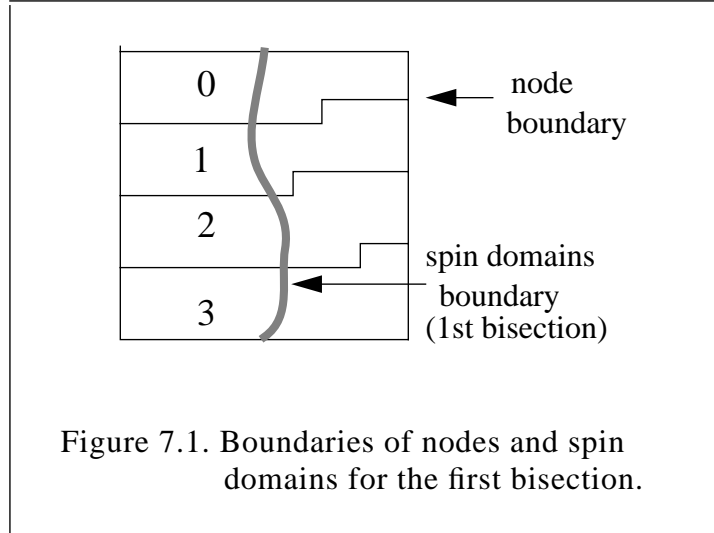 0
node
boundary
1
2
spin domains
boundary
(1st bisection)
3
Figure 7.1. Boundaries of nodes and spin
domains for the first bisection.